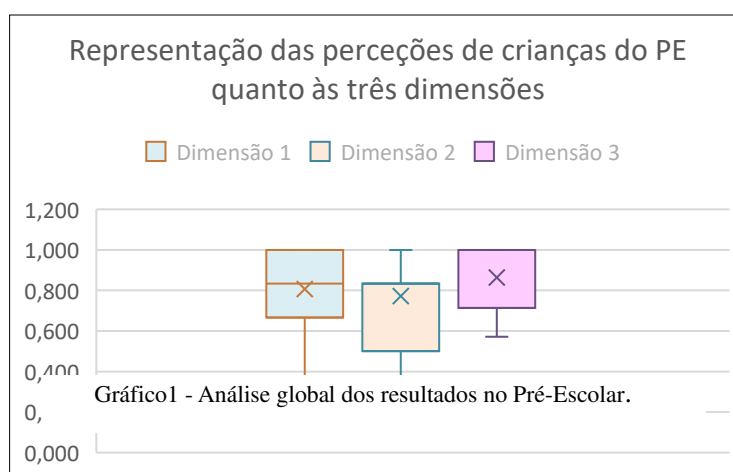 Representação das perceções de crianças do PE
quanto às três dimensões
Dimensão 1 Dimensão 2 Dimensão 3
1,200
1,000
0,800
0,600
0,400
Gráfico1 - Análise global dos resultados no Pré-Escolar.
0,
0,000